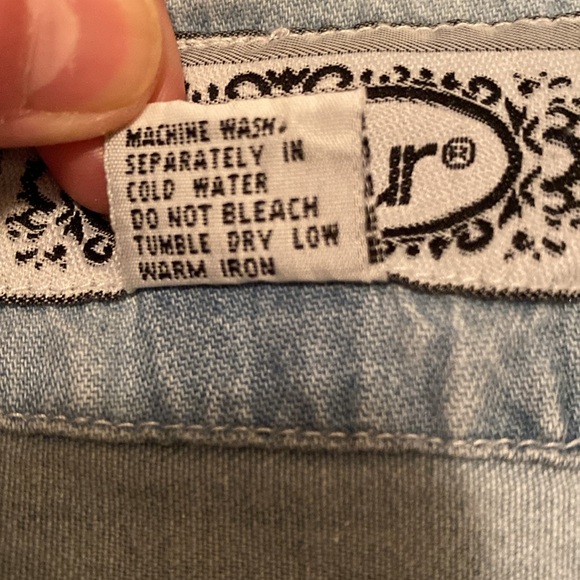 MACHINE WASH,
SEPARATELY IN
COLD WATER
DO NOT BLEACH
TUMBLE DRY LOW
WARM IRON
®